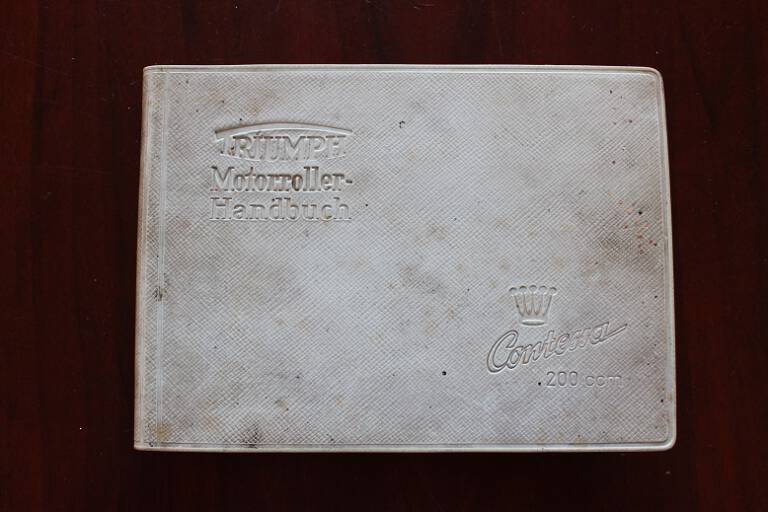 TRIUMPH
Motorroller-
Handbuch
Contessa
200 ccm